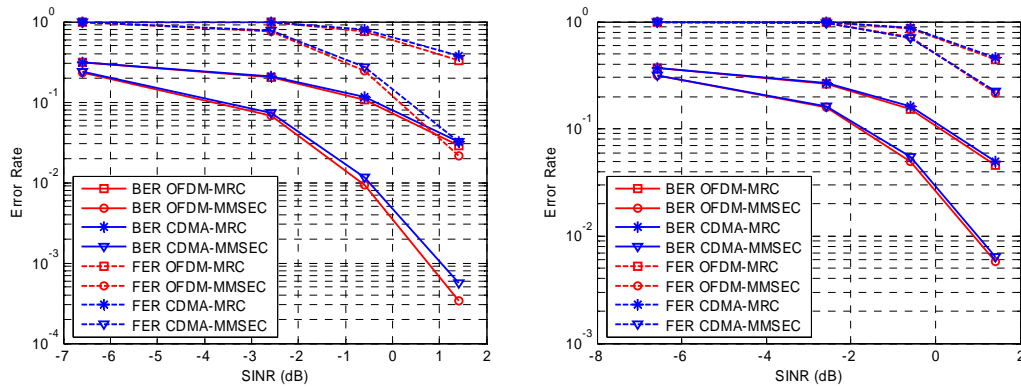 10^0
10^-1
10^-2
10^-3
10^-4
Error Rate
BER OFDM-MRC
BER OFDM-MMSEC
BER CDMA-MRC
BER CDMA-MMSEC
FER OFDM-MRC
FER OFDM-MMSEC
FER CDMA-MRC
FER CDMA-MMSEC
-7 -6 -5 -4 -3 -2 -1 0 1 2
SINR (dB)
10^0
10^-1
10^-2
10^-3
Error Rate
BER OFDM-MRC
BER OFDM-MMSEC
BER CDMA-MRC
BER CDMA-MMSEC
FER OFDM-MRC
FER OFDM-MMSEC
FER CDMA-MRC
FER CDMA-MMSEC
-8 -6 -4 -2 0 2
SINR (dB)